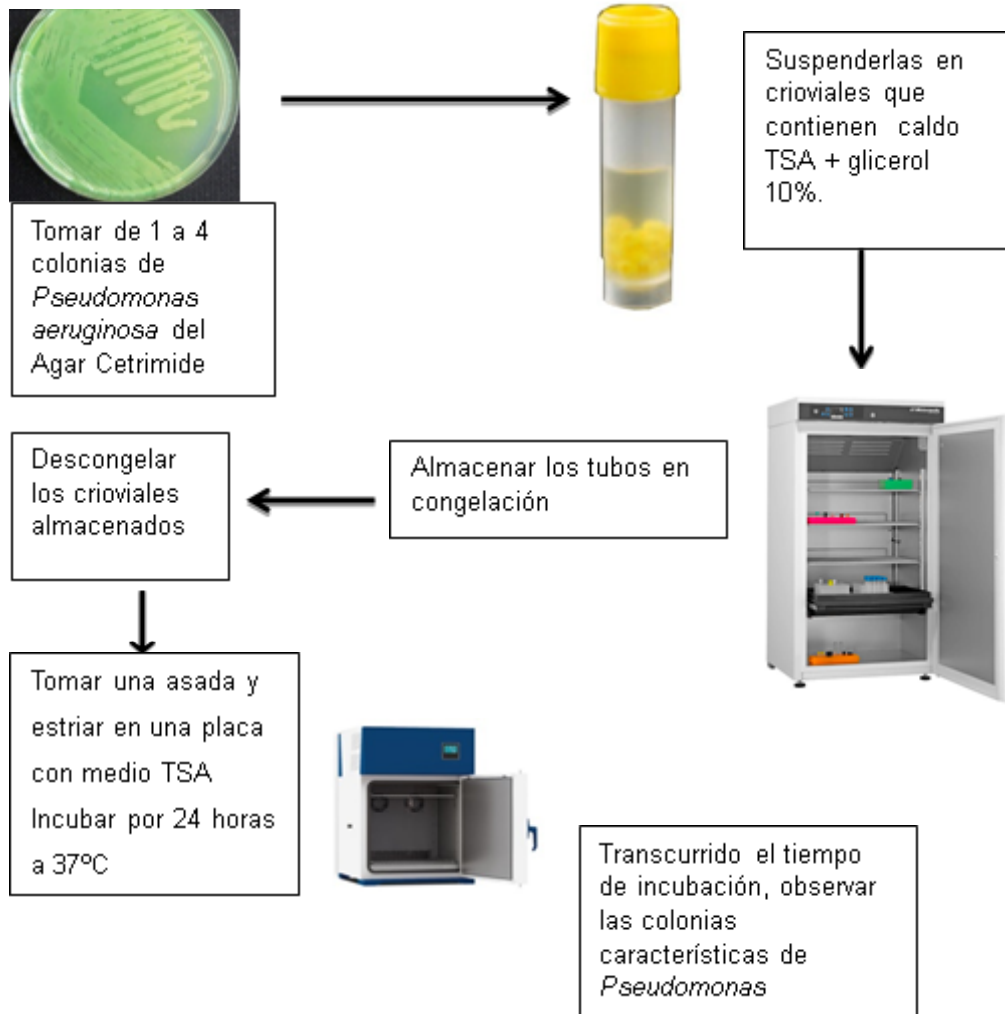 Tomar de 1 a 4
colonias de
Pseudomonas
aeruginosa del
Agar Cetrimide
Suspenderlas en
crioviales que
contienen caldo
TSA + glicerol
10%.
Almacenar los tubos en
congelación
Descongelar
los crioviales
almacenados
Tomar una asada y
estriar en una placa
con medio TSA
Incubar por 24 horas
a 37ºC
Transcurrido el tiempo
de incubación, observar
las colonias
características de
Pseudomonas